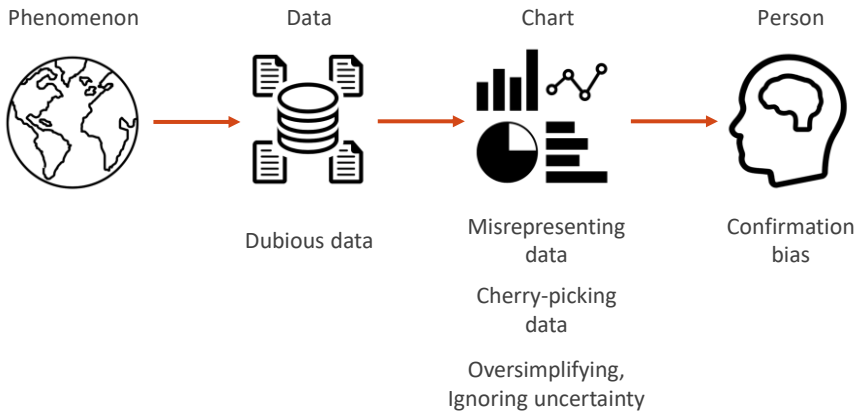 Phenomenon
Data
Chart
Person
Dubious data
Misrepresenting
data
Cherry-picking
data
Oversimplifying,
Ignoring uncertainty
Confirmation
bias